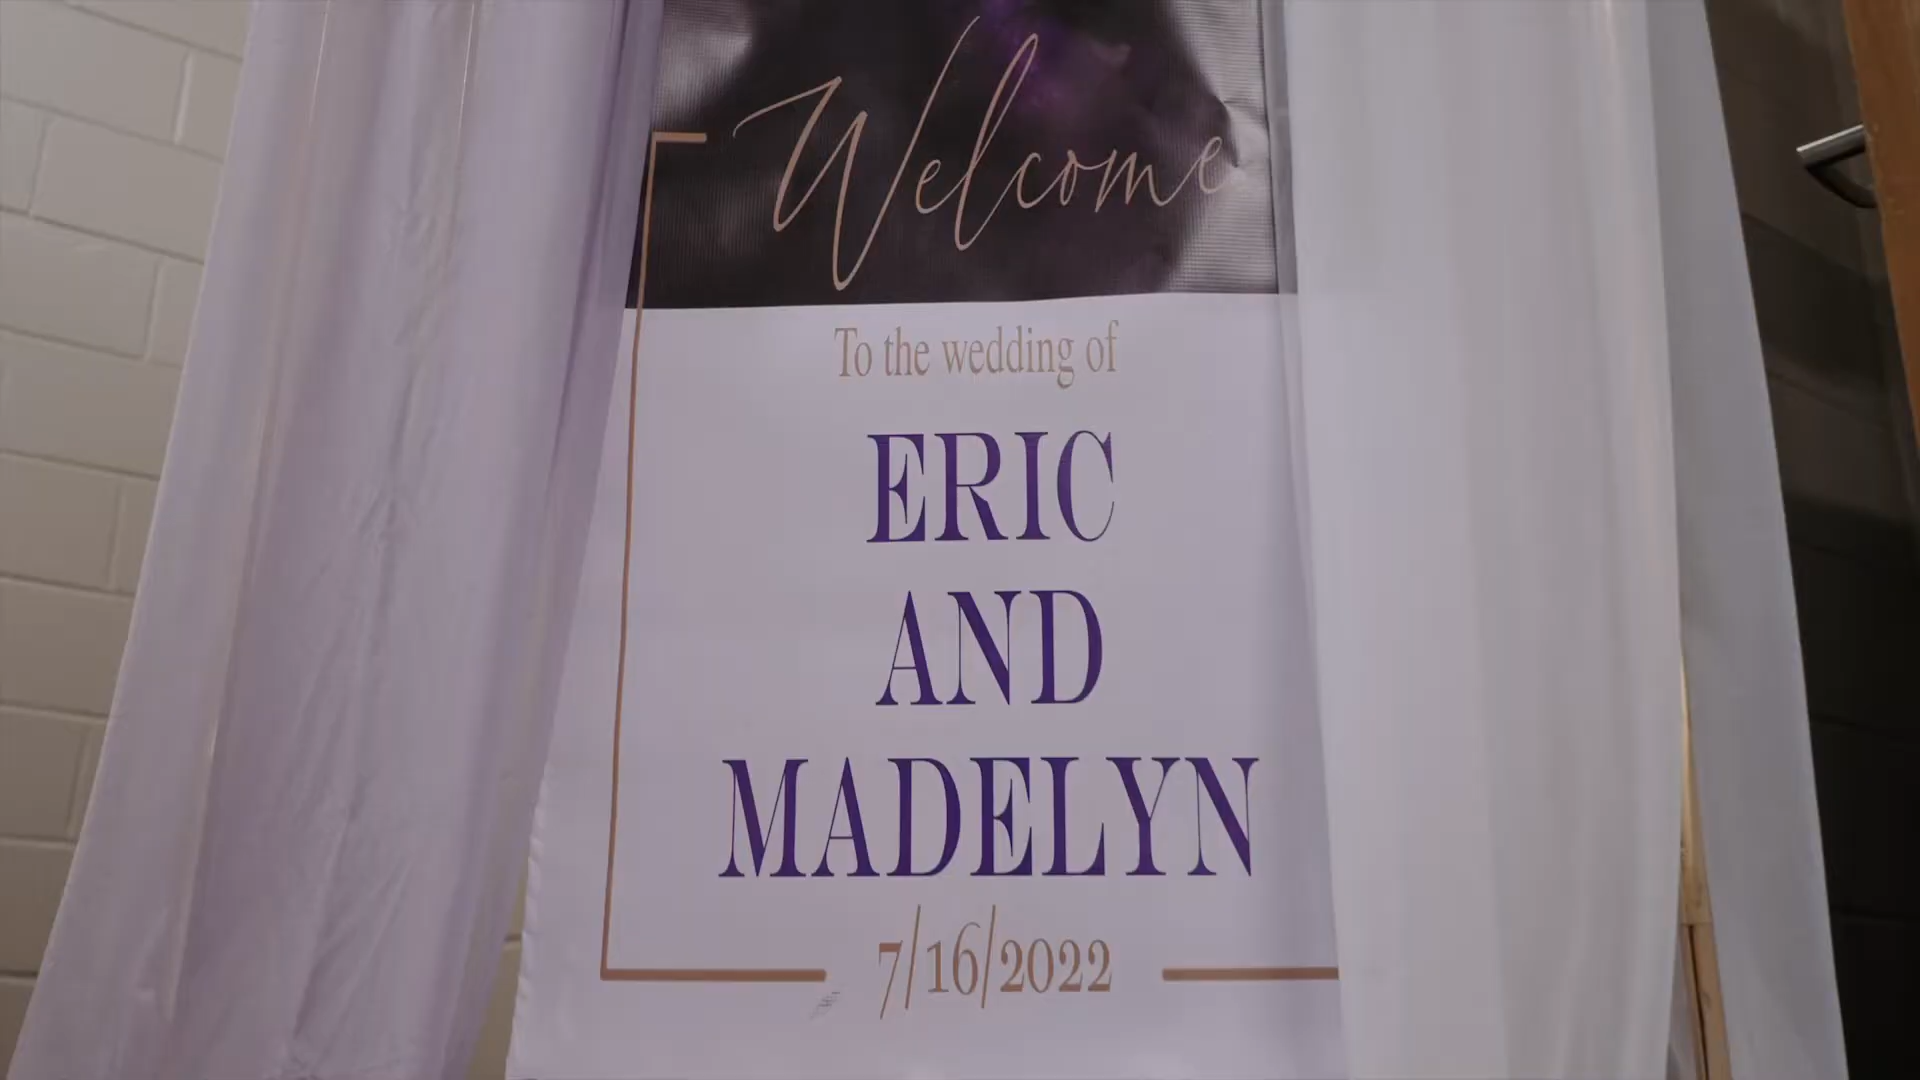 Welcome
To the wedding of
ERIC
AND
MADELYN
7/16/2022